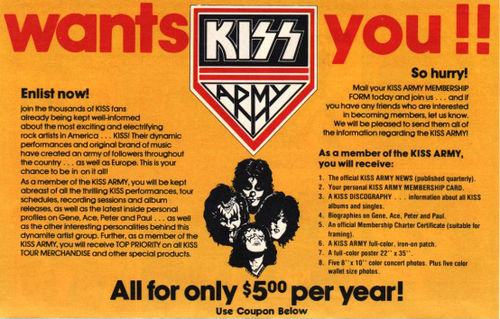 wants KISS ARMY you!!
Enlist now!
join the thousands of KISS fans
already being kept well-informed
about the most exciting and electrifying
rock artists in America . . . KISS! Their dynamic
performances and original brand of music
have created an army of followers throughout
the country . . . as well as Europe. This is your
chance to be in on it all!
As a member of the KISS ARMY, you will be kept
abreast of all the thrilling KISS performances, tour
schedules, recording sessions and album
releases, as well as the latest inside personal
profiles on Gene, Ace, Peter and Paul . . . as well
as the other interesting personalities behind this
dynamite artist group. Further, as a member of the
KISS ARMY, you will receive TOP PRIORITY on all KISS
TOUR MERCHANDISE and other special products.
So hurry!
Mail your KISS ARMY MEMBERSHIP
FORM today and join us . . . and if
you have any friends who are interested
in becoming members, let us know.
We will be pleased to send them all of
the information regarding the KISS ARMY!
As a member of the KISS ARMY,
you will receive:
1. The official KISS ARMY NEWS (published quarterly).
2. Your personal KISS ARMY MEMBERSHIP CARD.
3. A KISS DISCOGRAPHY . . . information about all KISS
albums and singles.
4. Biographies on Gene, Ace, Peter and Paul.
5. An official Membership Charter Certificate (suitable for
framing).
6. A KISS ARMY full-color, iron-on patch.
7. A full-color poster 22" x 35"
8. Five 8" x 10" color concert photos. Plus five color
wallet size photos.
All for only $5.00 per year!
Use Coupon Below